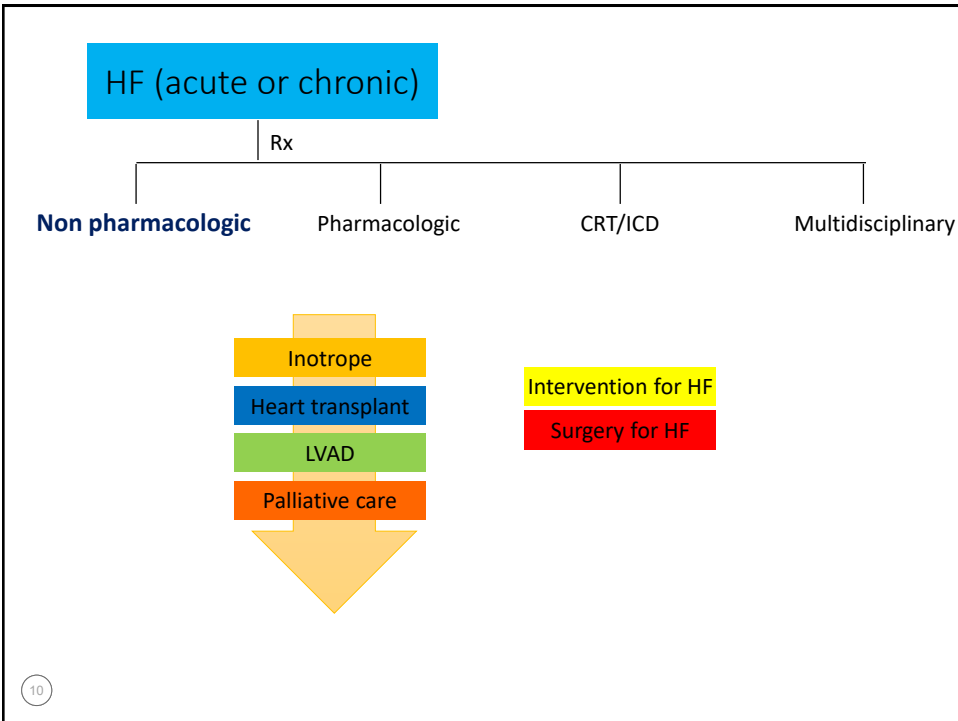 HF (acute or chronic)
Rx
Non pharmacologic
Pharmacologic
CRT/ICD
Multidisciplinary
Inotrope
Heart transplant
LVAD
Palliative care
Intervention for HF
Surgery for HF
10